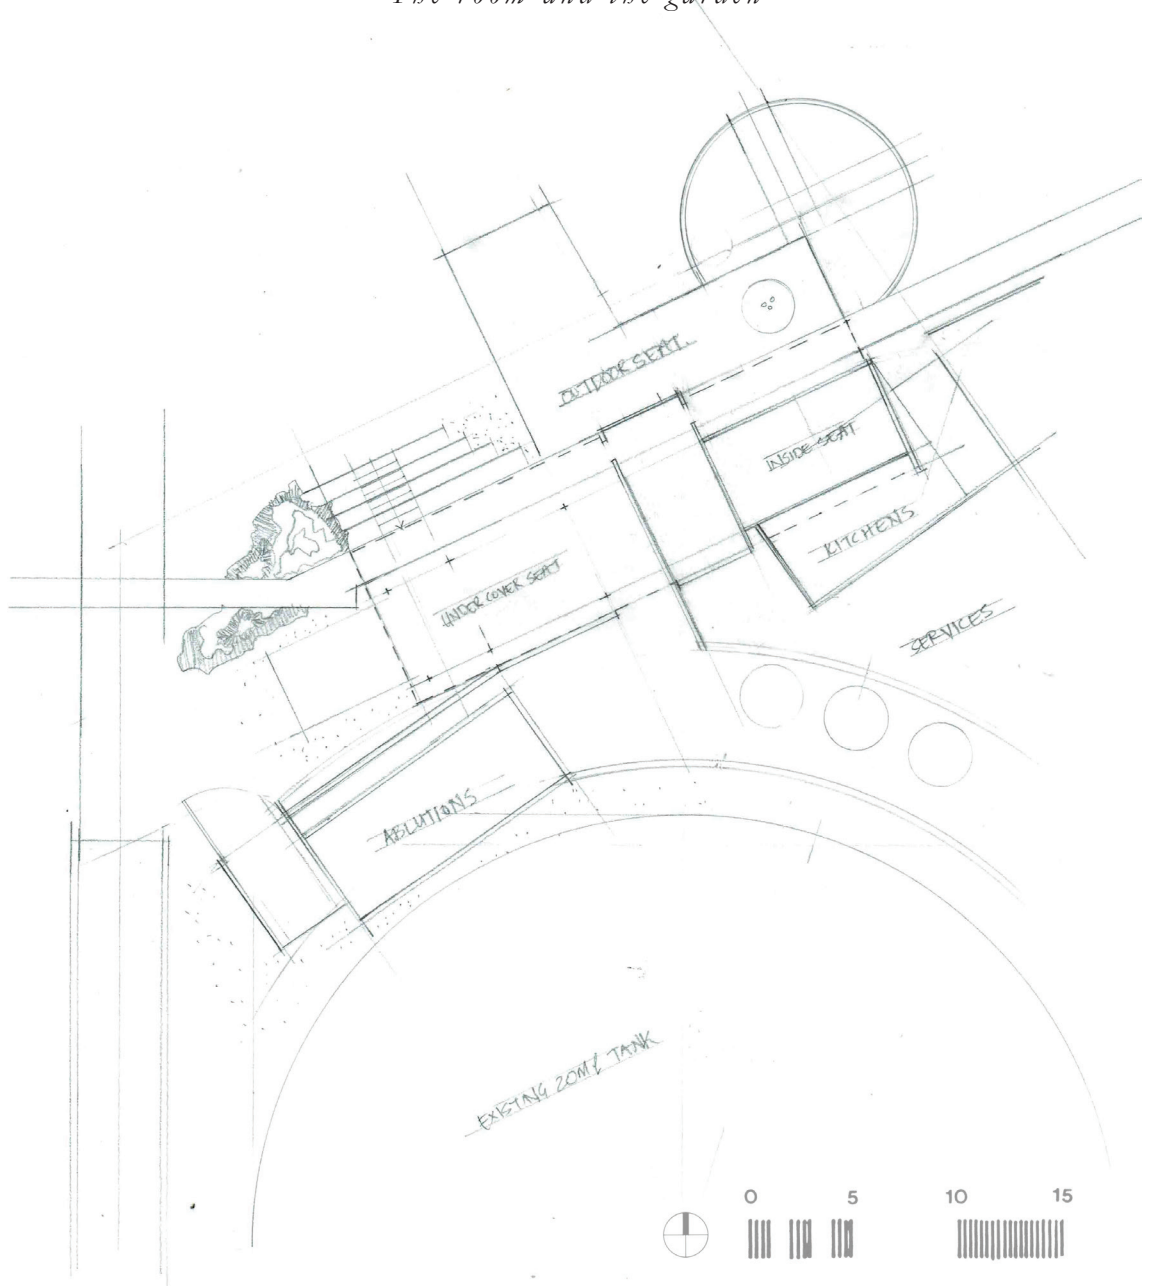 The room and the garden
OUTDOOR SEAT.
INSIDE SEAT
KITCHENS
UNDER COVER SEAT
SERVICES
ABLUTIONS
EXISTING 20Mℓ TANK
0 5 10 15